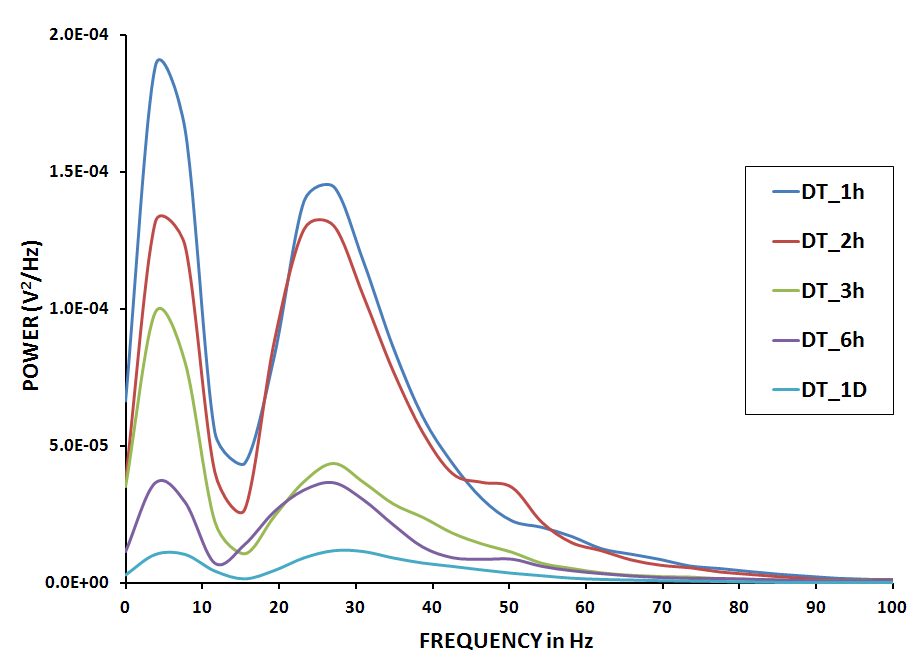 2.0E-04
1.5E-04
1.0E-04
5.0E-05
0.0E+00
POWER (V²/Hz)
0 10 20 30 40 50 60 70 80 90 100
FREQUENCY in Hz
DT_1h
DT_2h
DT_3h
DT_6h
DT_1D